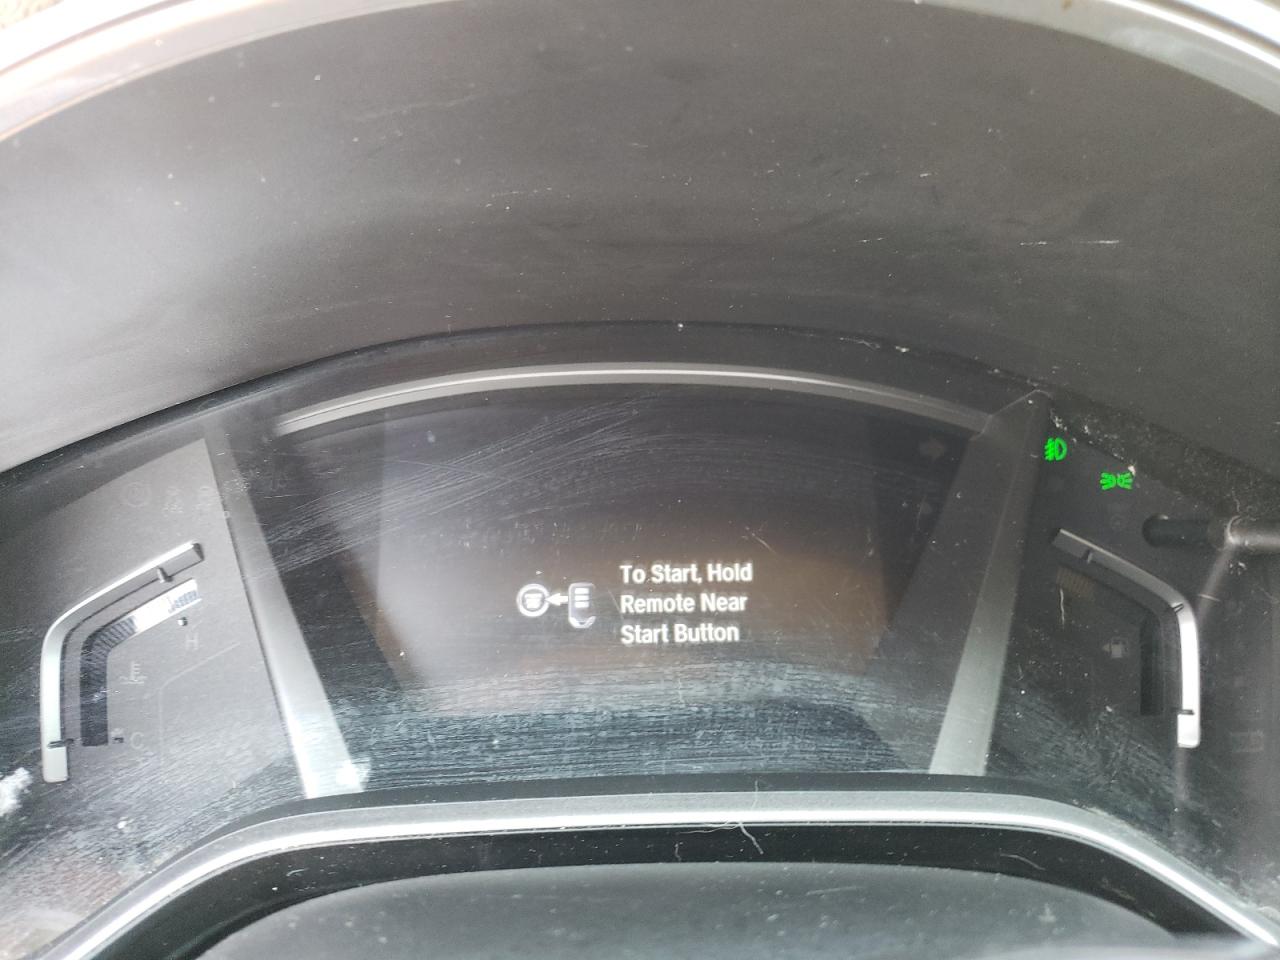 To Start, Hold
Remote Near
Start Button
H
C